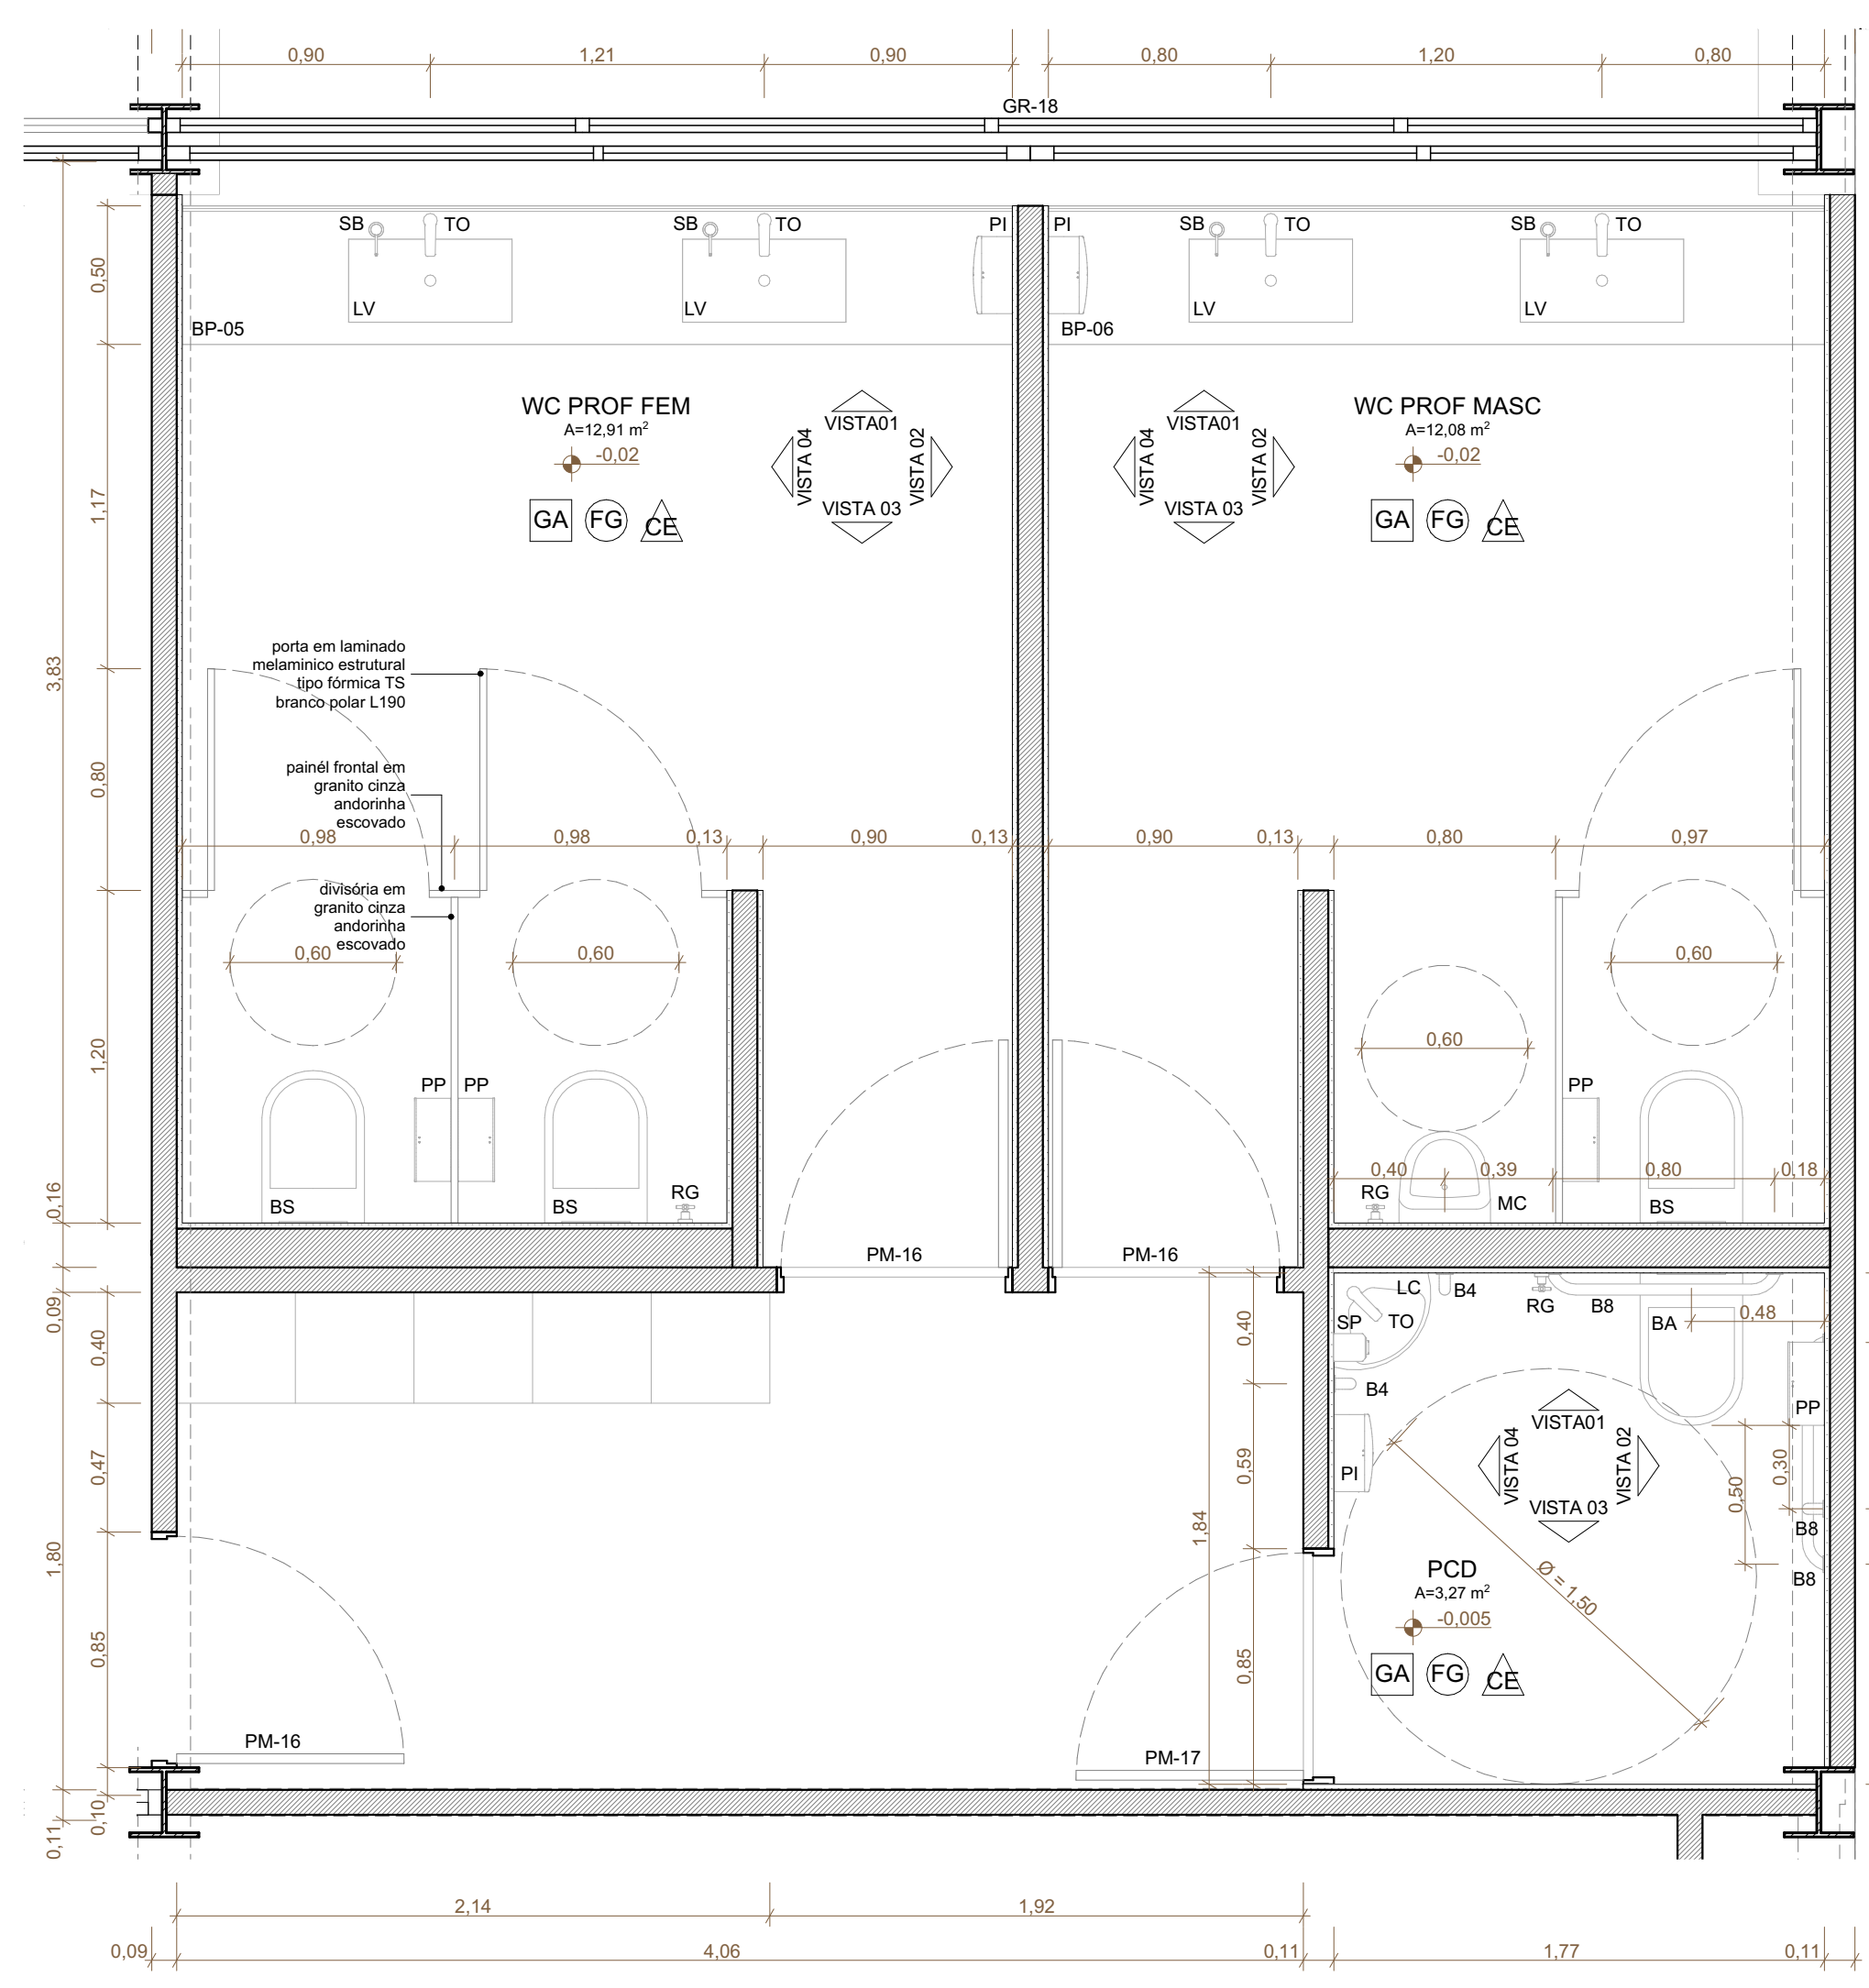 0,90 1,21 0,90 0,80 1,20 0,80
GR-18
SB TO SB TO PI PI SB TO SB TO
LV LV LV LV
BP-05 BP-06
0,50
1,17
3,83
0,80
1,20
0,16
0,09
0,40
0,47
1,80
0,85
0,10
0,11
WC PROF FEM
A=12,91 m²
-0,02
GA FG CE
VISTA01
VISTA 04
VISTA 02
VISTA 03
WC PROF MASC
A=12,08 m²
-0,02
GA FG CE
VISTA01
VISTA 04
VISTA 02
VISTA 03
porta em laminado
melaminico estrutural
tipo fórmica TS
branco polar L190
painél frontal em
granito cinza
andorinha
escovado
0,98 0,98 0,13 0,90 0,13 0,90 0,13 0,80 0,97
divisória em
granito cinza
andorinha
escovado
0,60 0,60 0,60
0,60
PP PP PP
0,40 0,39 0,80 0,18
BS BS RG RG MC BS
PM-16 PM-16
LC B4 RG B8 BA 0,48
SP TO
B4
PI
PP
0,40
0,59
1,84
0,85
0,30
0,50
B8
B8
VISTA01
VISTA 04
VISTA 02
VISTA 03
PCD
A=3,27 m²
-0,005
GA FG CE
Ø = 1,50
PM-16 PM-17
2,14 1,92
0,09 4,06 0,11 1,77 0,11